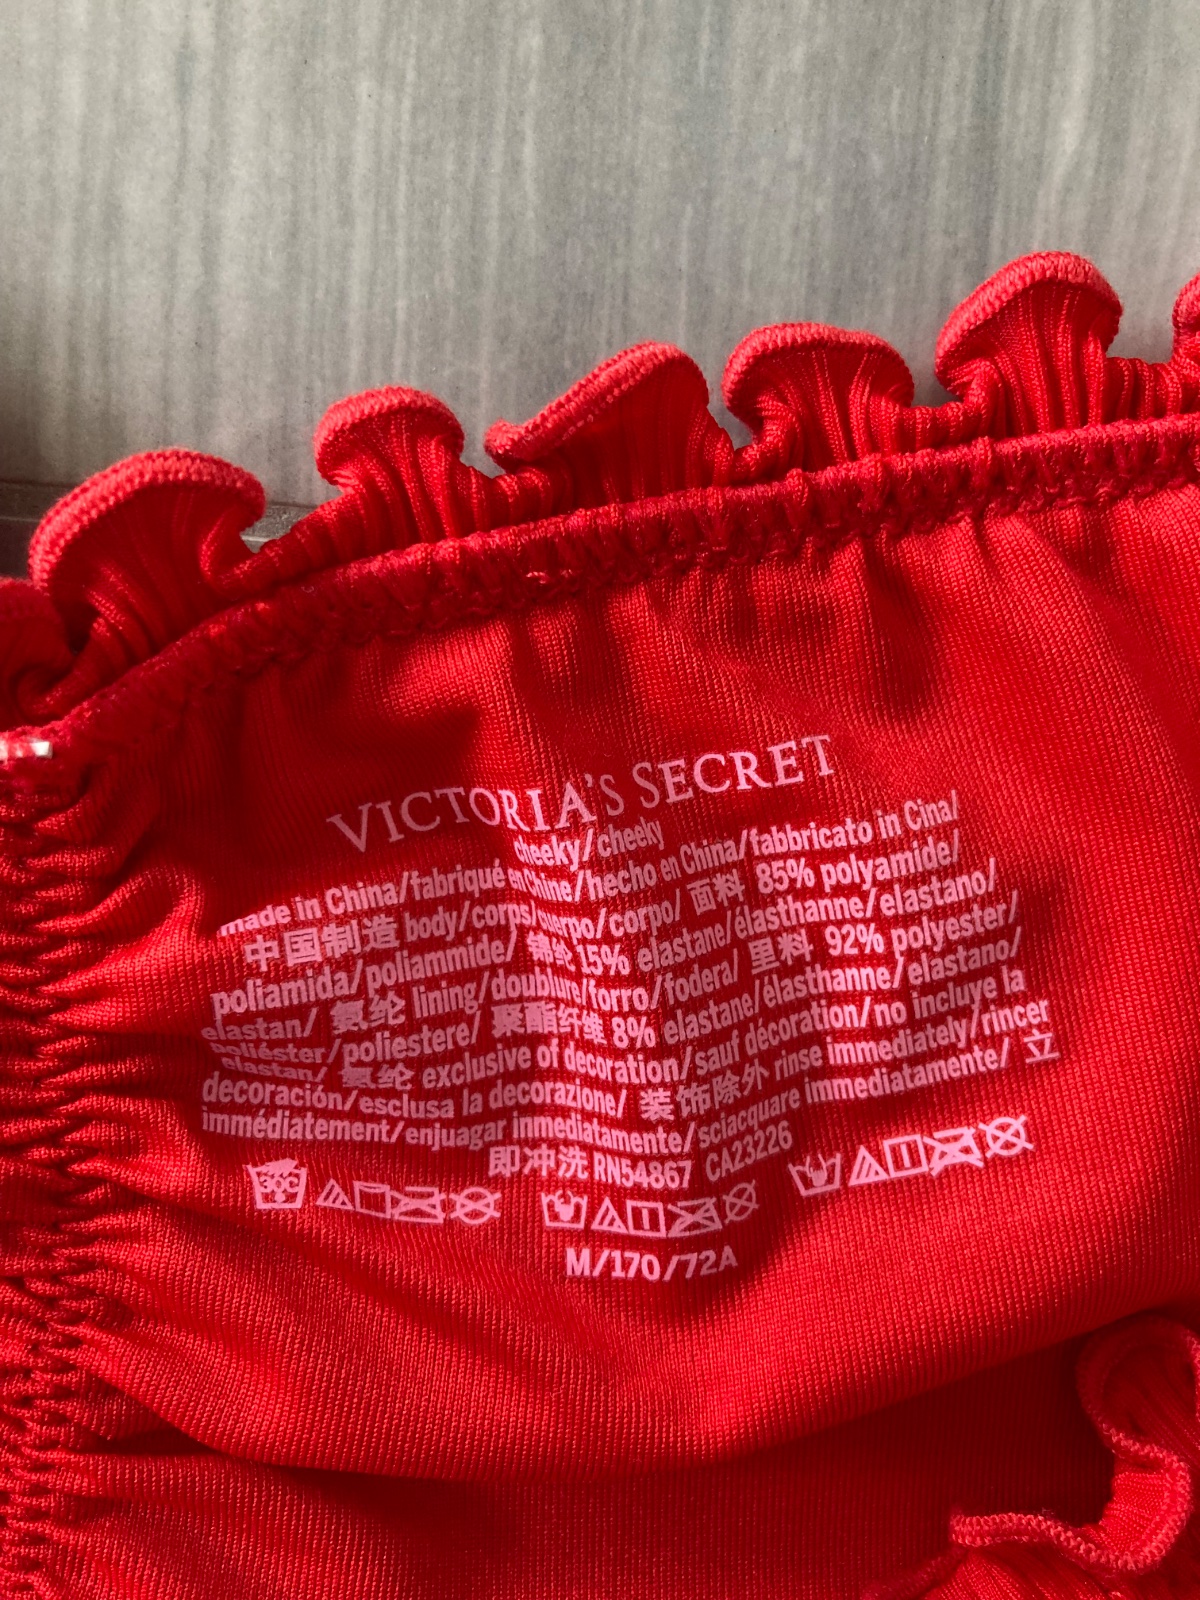 VICTORIA'S SECRET
cheeky/cheeky
made in China/fabriqué en Chine/hecho en China/fabbricato in Cina/
中国制造 body/corps/cuerpo/corpo/ 面料 85% polyamide/
poliamida/poliammide/ 锦纶 15% elastane/élasthanne/elastano/
elastan/ 氨纶 lining/doublure/forro/fodera/ 里料 92% polyester/
poliéster/poliestere/ 聚酯纤维 8% elastane/élasthanne/elastano/
elastan/ 氨纶 exclusive of decoration/sauf décoration/no incluye la
decoración/esclusa la decorazione/ 装饰除外 rinse immediately/rincer
immédiatement/enjuagar inmediatamente/sciacquare immediatamente/ 立
即冲洗 RN54867 CA23226
30C
M/170/72A